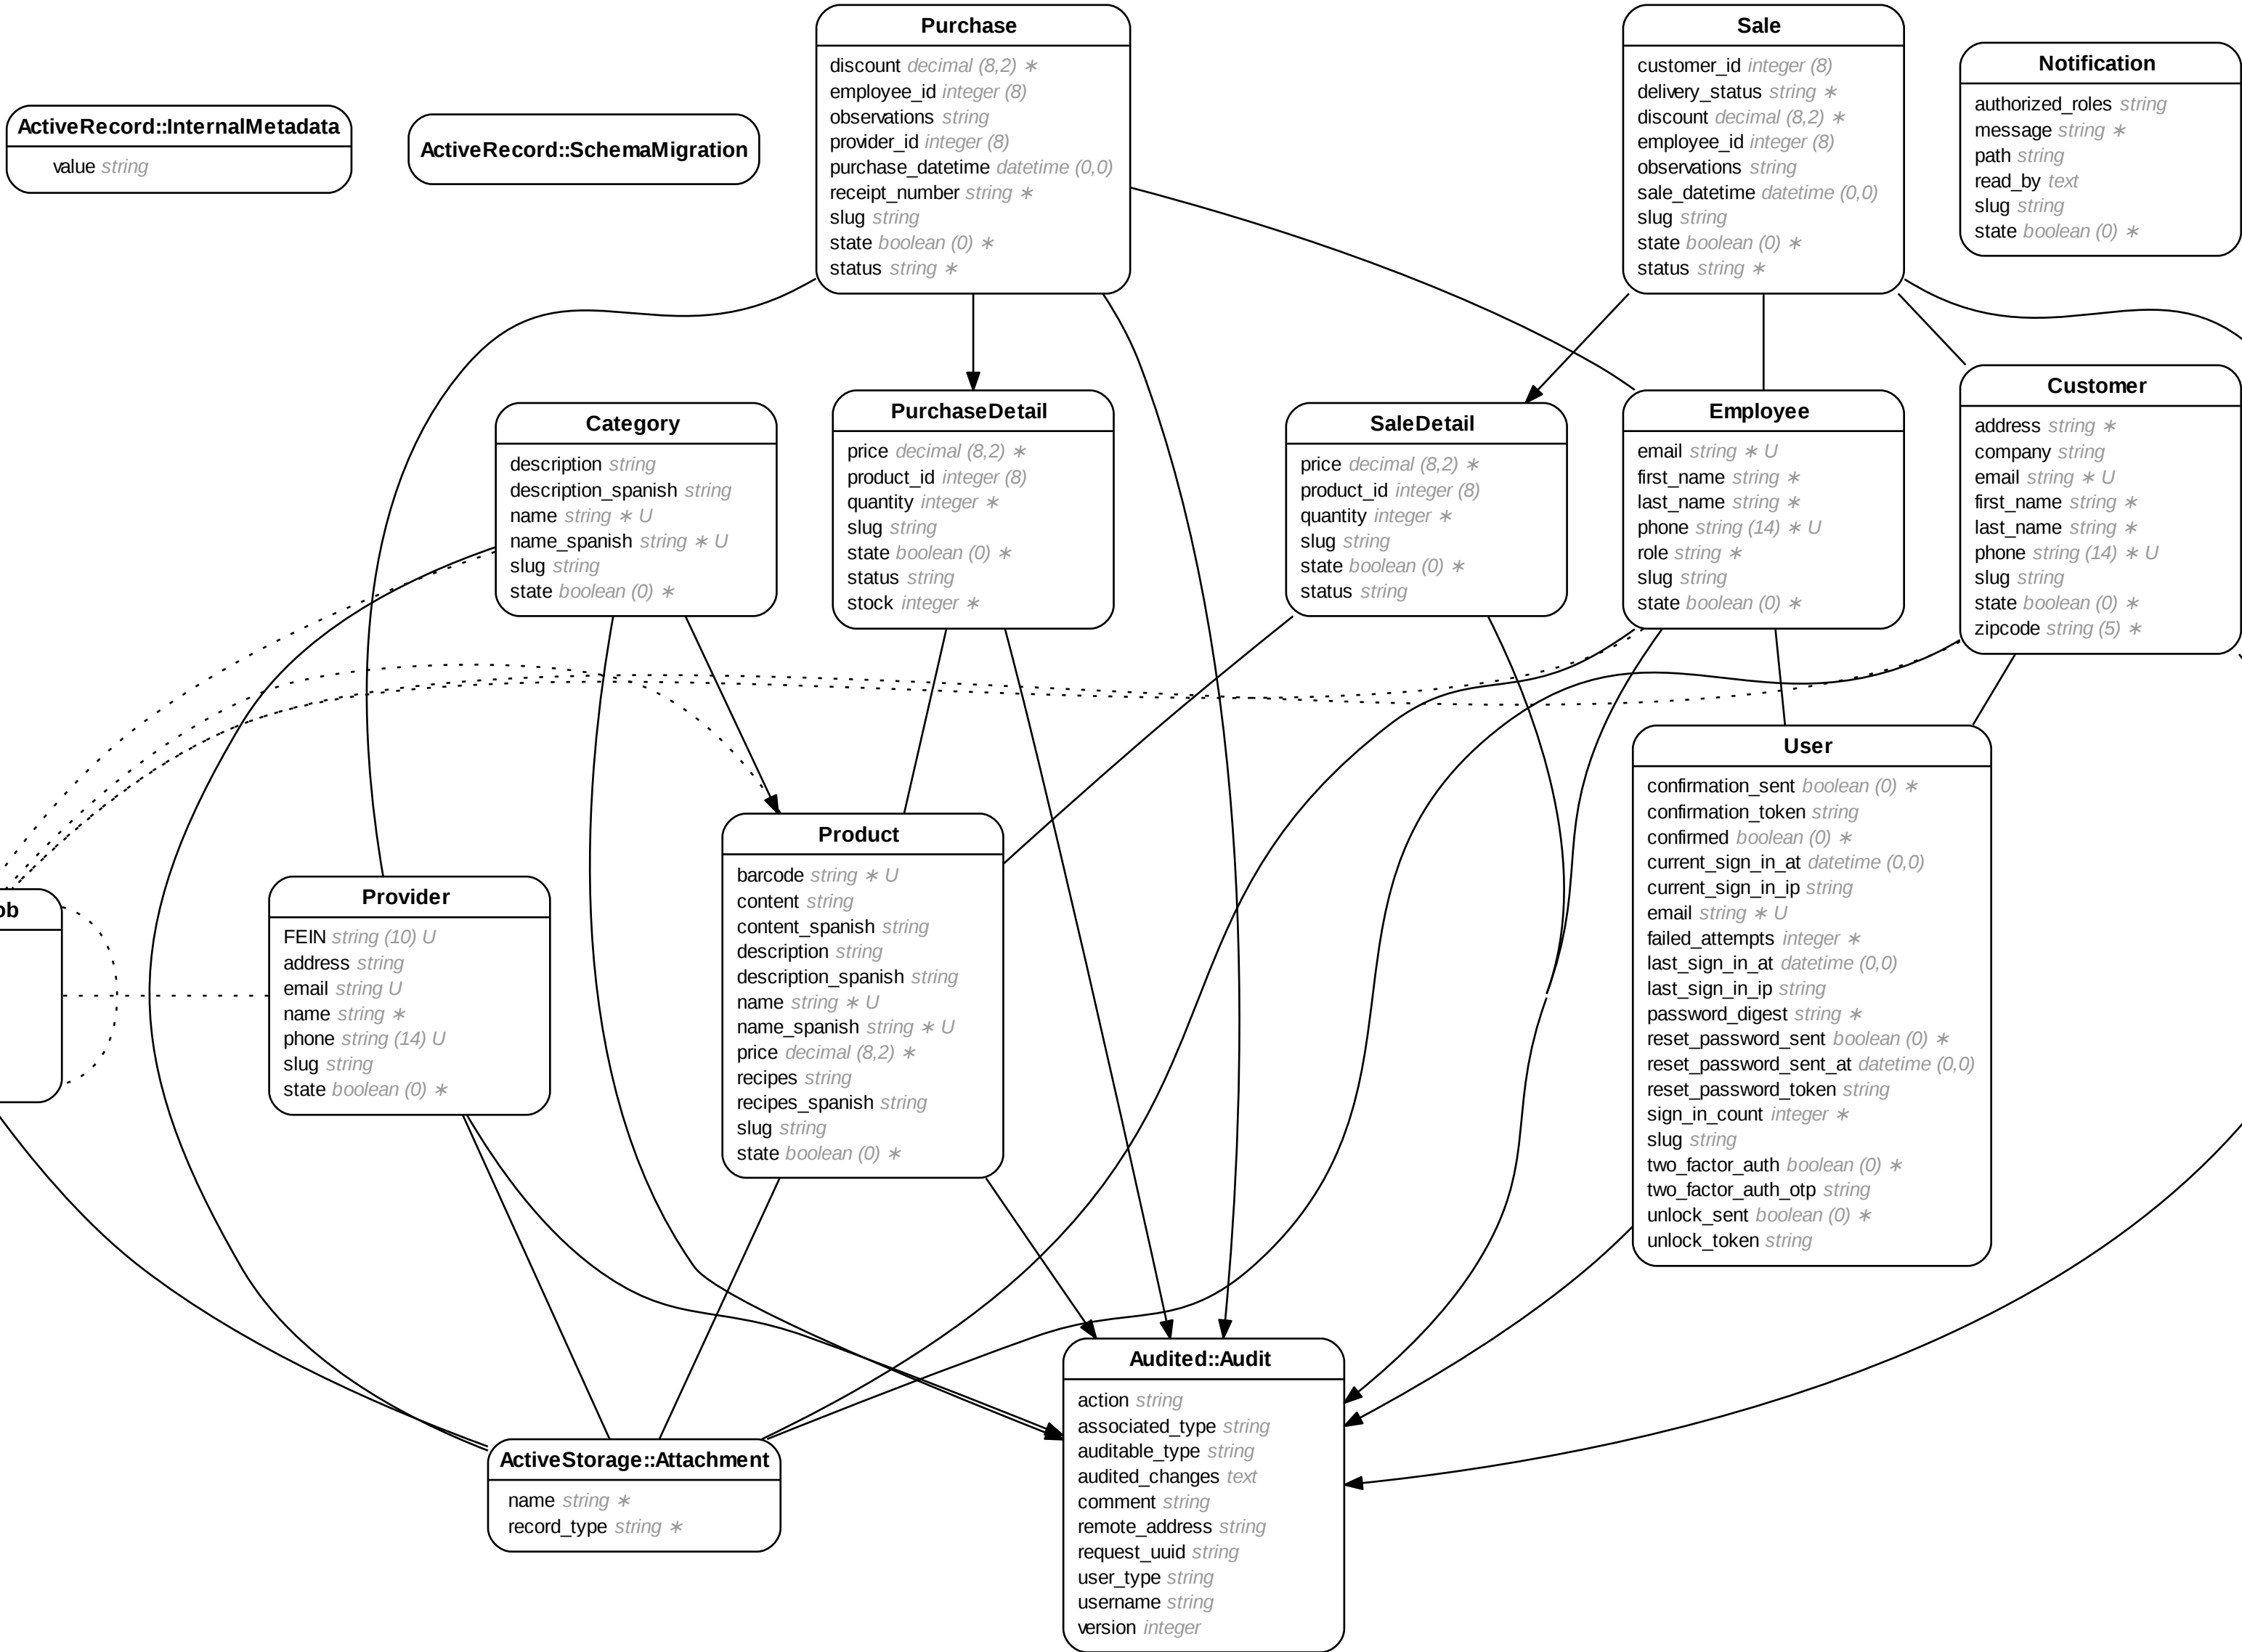 Purchase
discount decimal (8,2) ∗
employee_id integer (8)
observations string
provider_id integer (8)
purchase_datetime datetime (0,0)
receipt_number string ∗
slug string
state boolean (0) ∗
status string ∗
Sale
customer_id integer (8)
delivery_status string ∗
discount decimal (8,2) ∗
employee_id integer (8)
observations string
sale_datetime datetime (0,0)
slug string
state boolean (0) ∗
status string ∗
Notification
authorized_roles string
message string ∗
path string
read_by text
slug string
state boolean (0) ∗
ActiveRecord::InternalMetadata
value string
ActiveRecord::SchemaMigration
Category
description string
description_spanish string
name string ∗ U
name_spanish string ∗ U
slug string
state boolean (0) ∗
PurchaseDetail
price decimal (8,2) ∗
product_id integer (8)
quantity integer ∗
slug string
state boolean (0) ∗
status string
stock integer ∗
SaleDetail
price decimal (8,2) ∗
product_id integer (8)
quantity integer ∗
slug string
state boolean (0) ∗
status string
Employee
email string ∗ U
first_name string ∗
last_name string ∗
phone string (14) ∗ U
role string ∗
slug string
state boolean (0) ∗
Customer
address string ∗
company string
email string ∗ U
first_name string ∗
last_name string ∗
phone string (14) ∗ U
slug string
state boolean (0) ∗
zipcode string (5) ∗
ob
Provider
FEIN string (10) U
address string
email string U
name string ∗
phone string (14) U
slug string
state boolean (0) ∗
Product
barcode string ∗ U
content string
content_spanish string
description string
description_spanish string
name string ∗ U
name_spanish string ∗ U
price decimal (8,2) ∗
recipes string
recipes_spanish string
slug string
state boolean (0) ∗
User
confirmation_sent boolean (0) ∗
confirmation_token string
confirmed boolean (0) ∗
current_sign_in_at datetime (0,0)
current_sign_in_ip string
email string ∗ U
failed_attempts integer ∗
last_sign_in_at datetime (0,0)
last_sign_in_ip string
password_digest string ∗
reset_password_sent boolean (0) ∗
reset_password_sent_at datetime (0,0)
reset_password_token string
sign_in_count integer ∗
slug string
two_factor_auth boolean (0) ∗
two_factor_auth_otp string
unlock_sent boolean (0) ∗
unlock_token string
ActiveStorage::Attachment
name string ∗
record_type string ∗
Audited::Audit
action string
associated_type string
auditable_type string
audited_changes text
comment string
remote_address string
request_uuid string
user_type string
username string
version integer